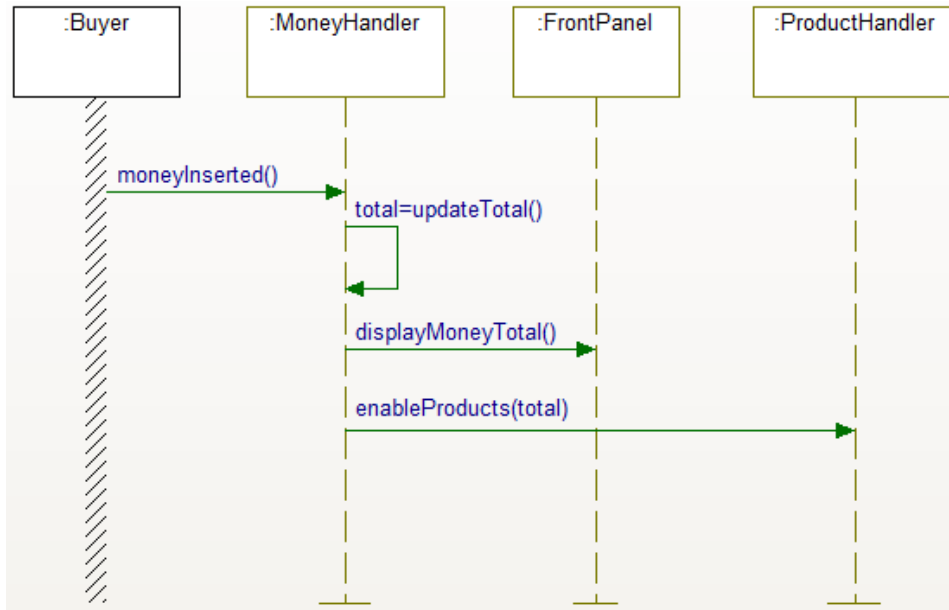 :Buyer
:MoneyHandler
:FrontPanel
:ProductHandler
moneyInserted()
total=updateTotal()
displayMoneyTotal()
enableProducts(total)